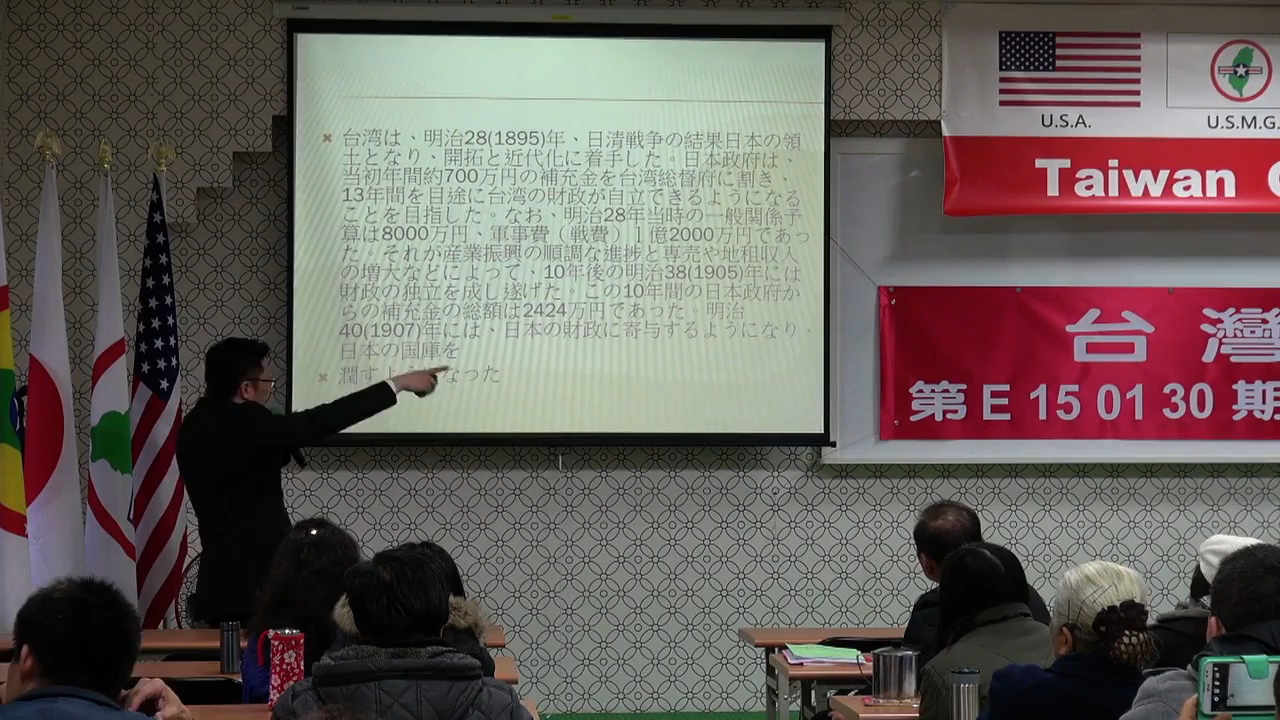 台湾は、明治28(1895)年、日清戦争の結果日本の領
土となり、開拓と近代化に着手した。日本政府は、
当初年間約700万円の補充金を台湾総督府に割き、
13年間を目途に台湾の財政が自立できるようになる
ことを目指した。なお、明治28年当時の一般関係予
算は8000万円、軍事費（戦費）１億2000万円であっ
た。それが産業振興の順調な進捗と専売や地租収入
の増大などによって、10年後の明治38(1905)年には
財政の独立を成し遂げた。この10年間の日本政府か
らの補充金の総額は2424万円であった。明治
40(1907)年には、日本の財政に寄与するようになり、
日本の国庫を
潤すよ なった
U.S.A.
U.S.M.G.
Taiwan
台灣
第E 15 01 30 期